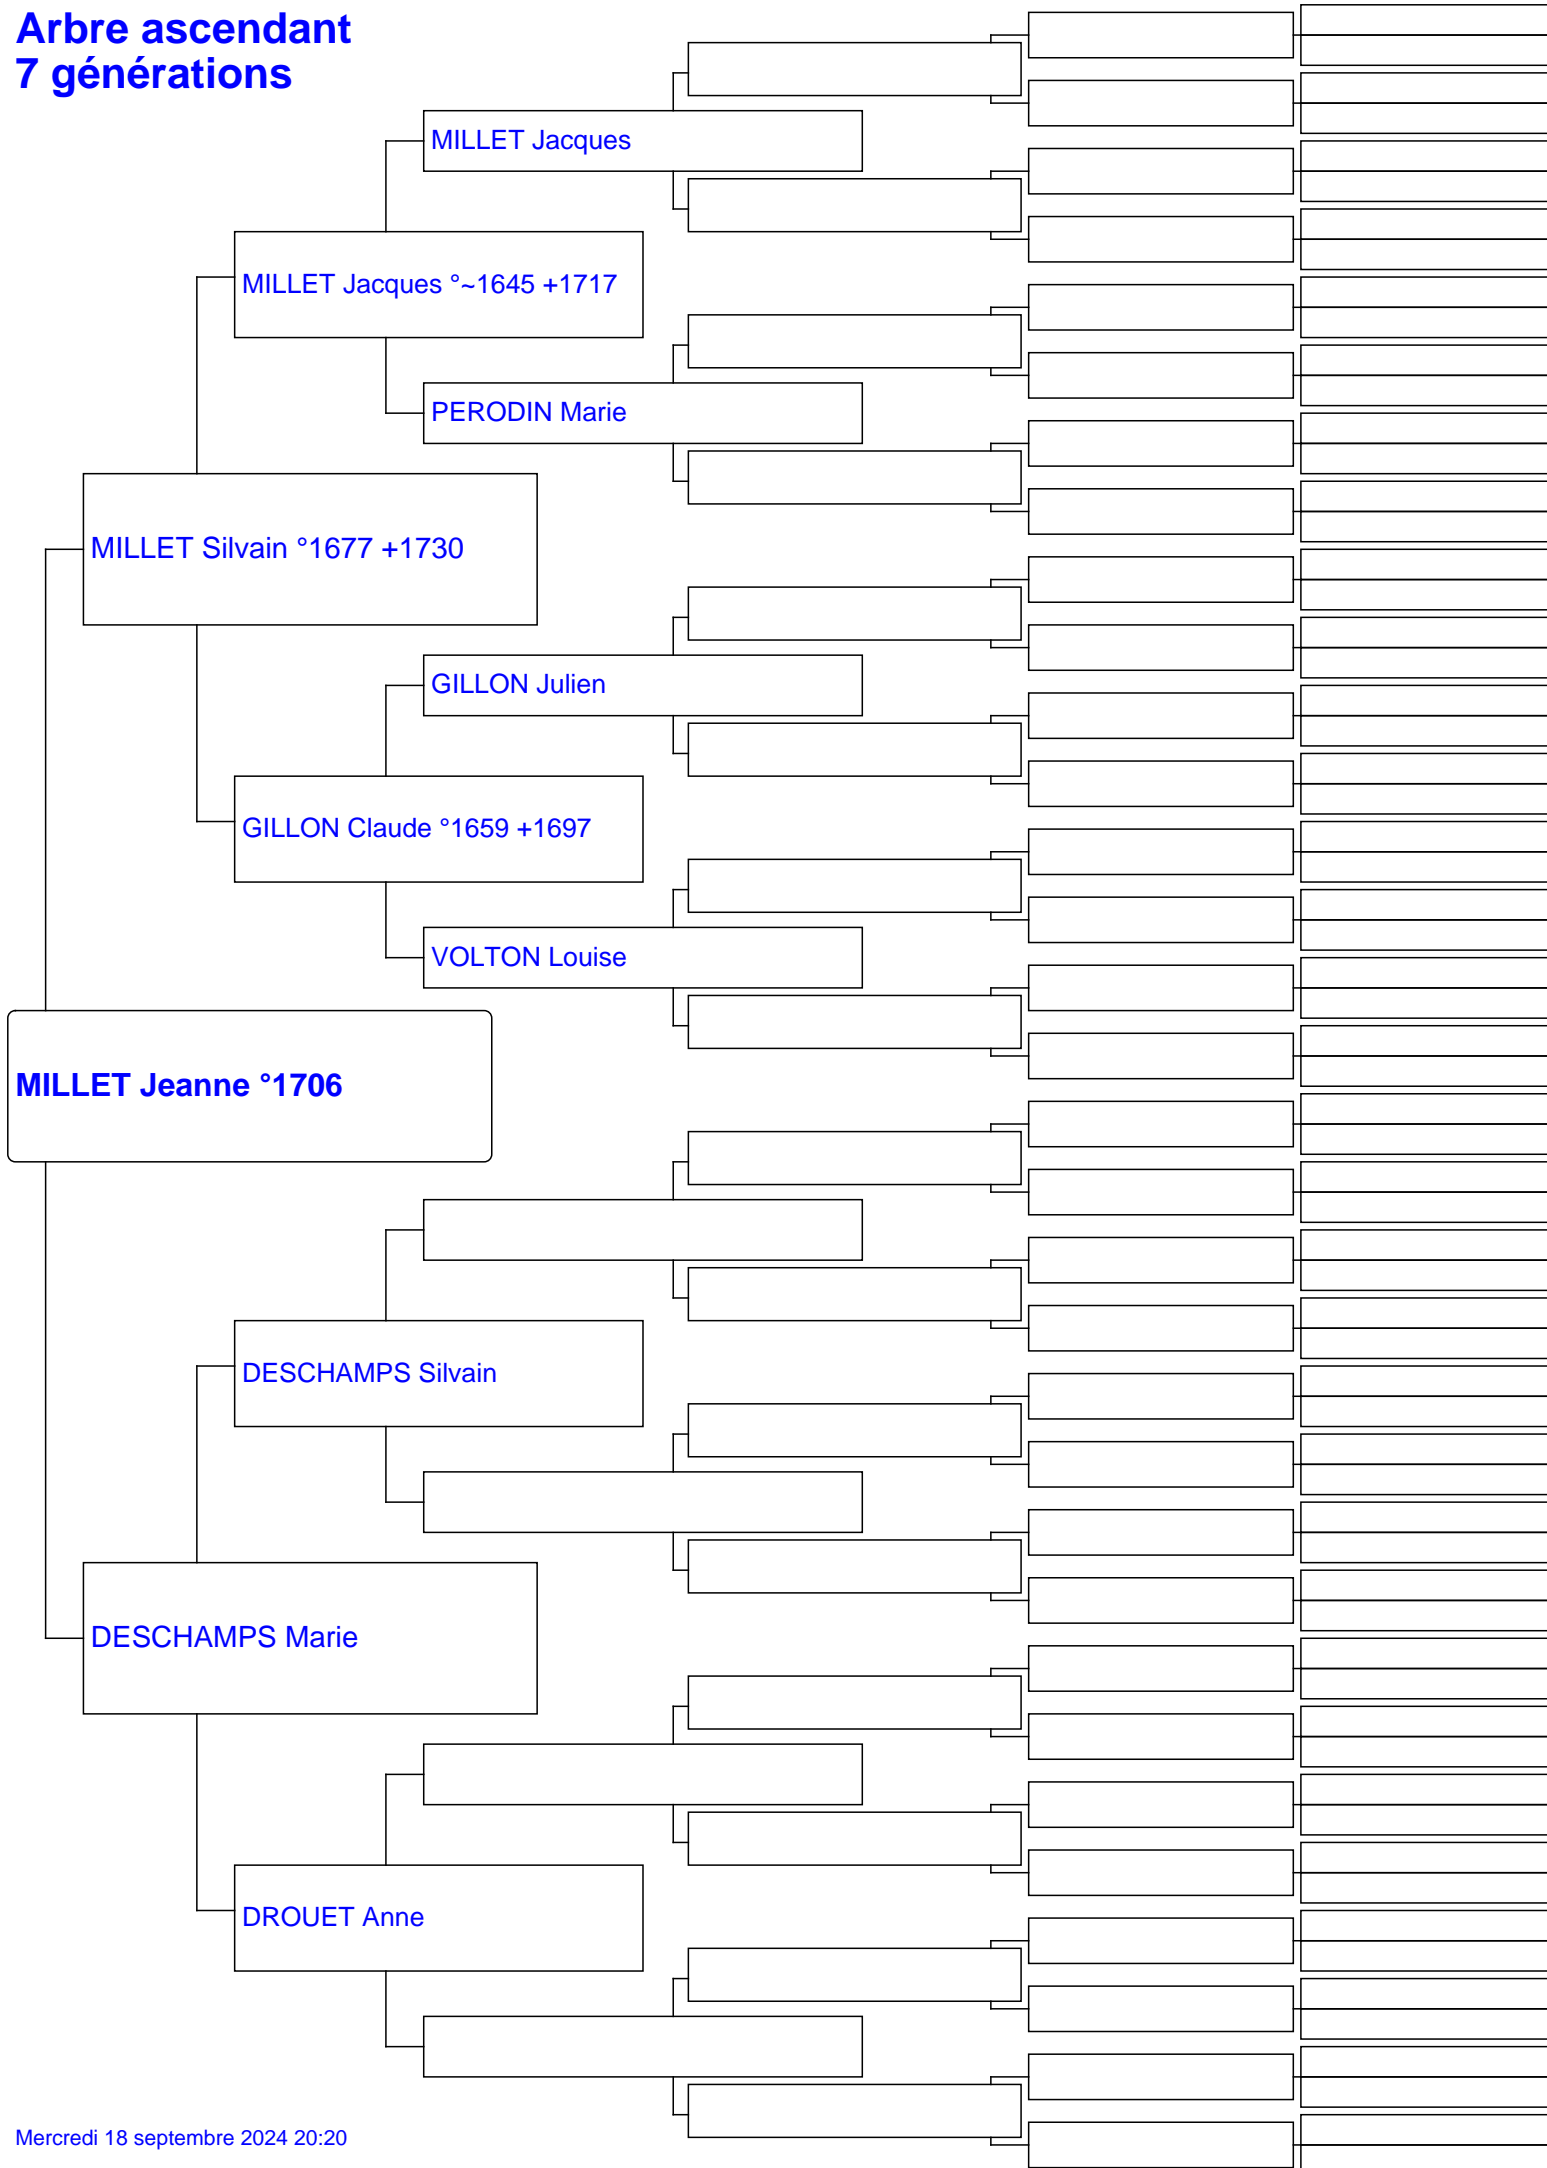 Arbre ascendant
7 générations
MILLET Jacques
MILLET Jacques °~1645 +1717
PERODIN Marie
MILLET Silvain °1677 +1730
GILLON Julien
GILLON Claude °1659 +1697
VOLTON Louise
MILLET Jeanne °1706
DESCHAMPS Silvain
DESCHAMPS Marie
DROUET Anne
Mercredi 18 septembre 2024 20:20